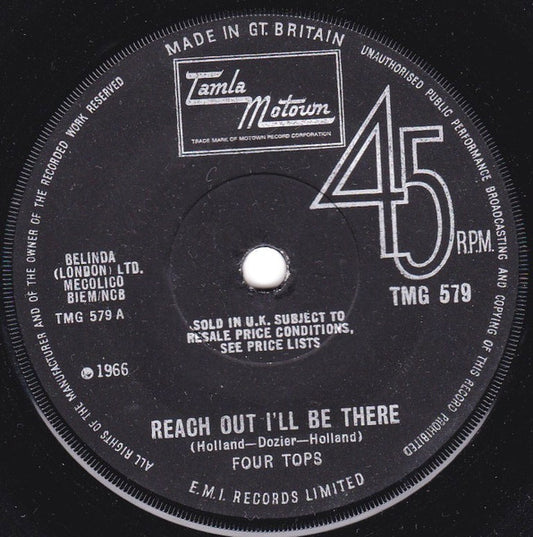 MADE IN GT. BRITAIN
UNAUTHORISED PUBLIC PERFORMANCE BROADCASTING AND COPYING OF THIS RECORD PROHIBITED
ALL RIGHTS OF THE MANUFACTURER AND OF THE OWNER OF THE RECORDED WORK RESERVED
Tamla
Motown
TRADE MARK OF MOTOWN RECORD CORPORATION
45
R.P.M.
TMG 579
BELINDA
(LONDON) LTD.
MECOLICO
BIEM/NCB
TMG 579 A
SOLD IN U.K. SUBJECT TO
RESALE PRICE CONDITIONS,
SEE PRICE LISTS
℗ 1966
REACH OUT I'LL BE THERE
(Holland—Dozier—Holland)
FOUR TOPS
E.M.I. RECORDS LIMITED